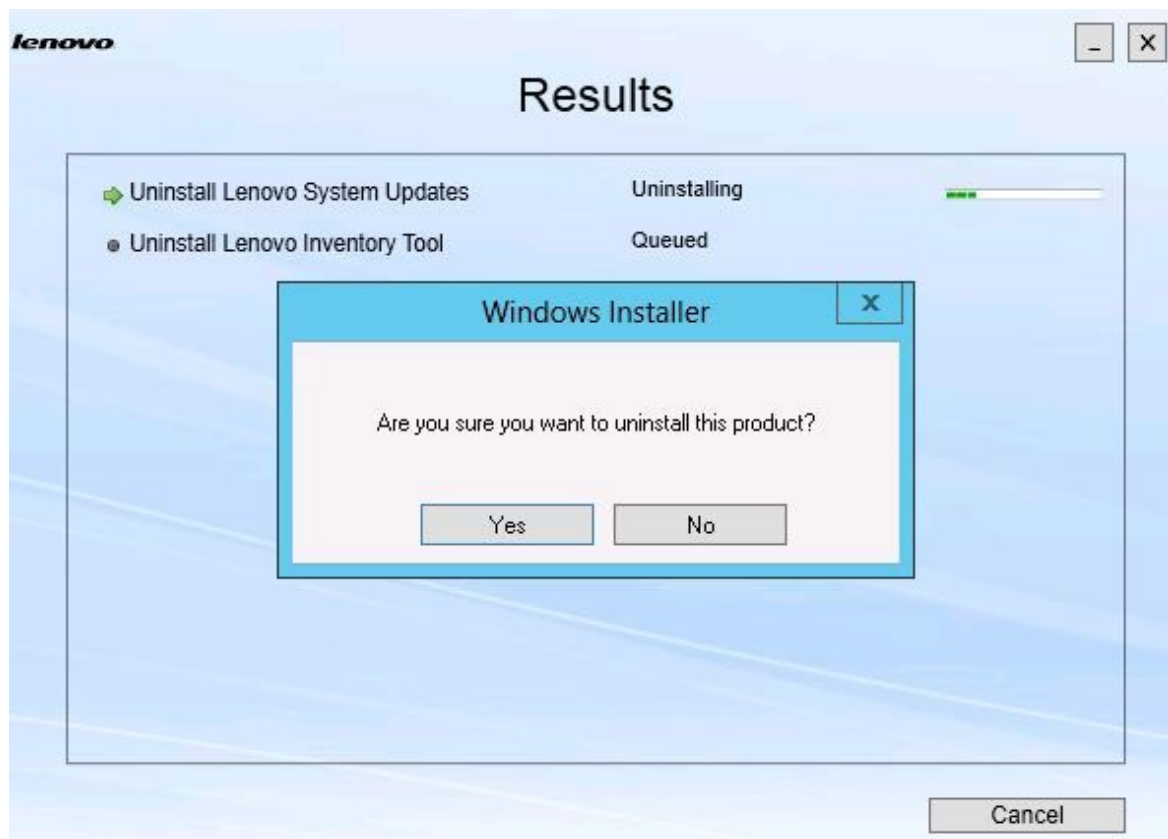 lenovo
_ X
Results
Uninstall Lenovo System Updates Uninstalling
Uninstall Lenovo Inventory Tool Queued
Windows Installer x
Are you sure you want to uninstall this product?
Yes No
Cancel